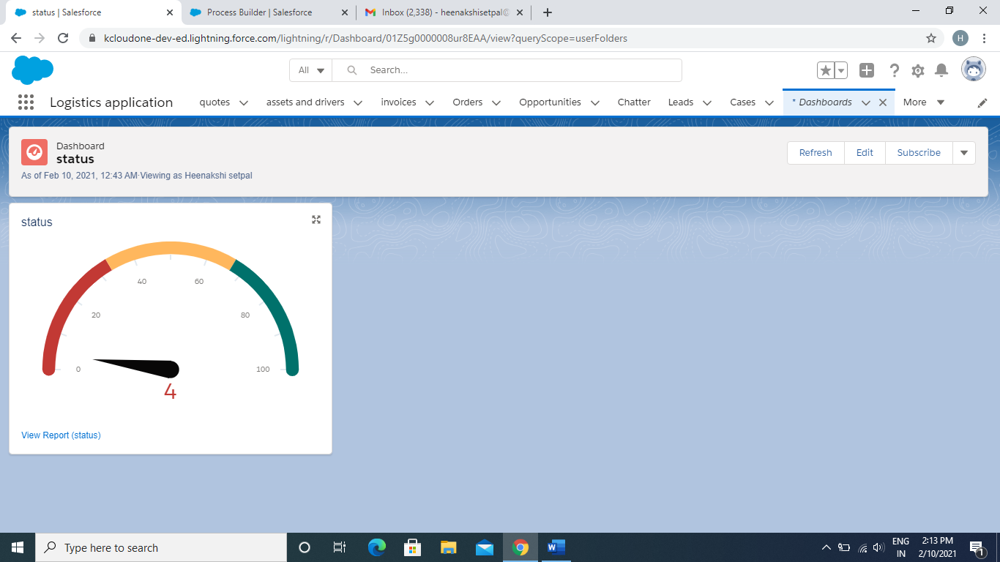 status | Salesforce
Process Builder | Salesforce
Inbox (2,338) - heenakshisetpal@
kcloudone-dev-ed.lightning.force.com/lightning/r/Dashboard/01Z5g0000008ur8EAA/view?queryScope=userFolders
H
All
Search...
Logistics application
quotes
assets and drivers
invoices
Orders
Opportunities
Chatter
Leads
Cases
* Dashboards
More
Dashboard
status
As of Feb 10, 2021, 12:43 AM·Viewing as Heenakshi setpal
Refresh
Edit
Subscribe
status
40
60
20
80
0
100
4
View Report (status)
Type here to search
ENG
IN
2:13 PM
2/10/2021
1